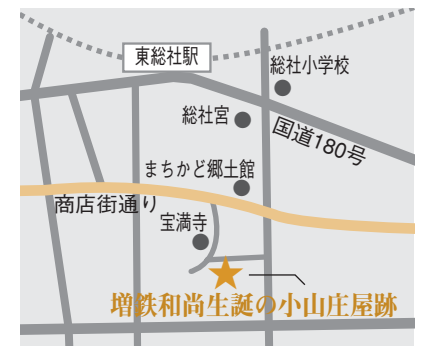 東総社駅
総社小学校
総社宮
国道180号
まちかど郷土館
商店街通り
宝満寺
増鉄和尚生誕の小山庄屋跡